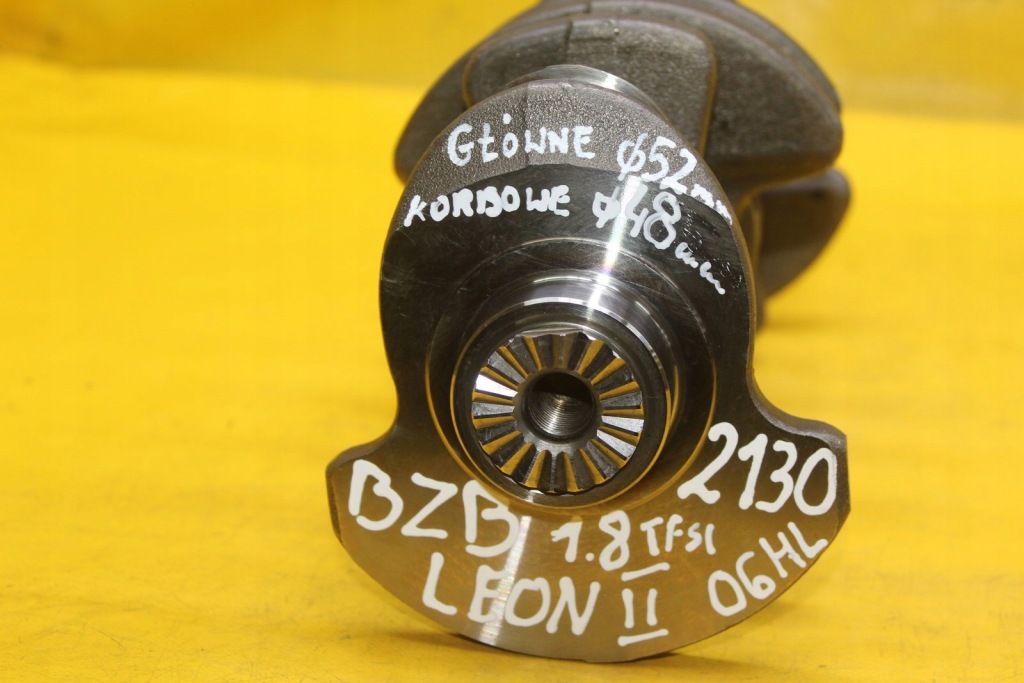 GŁÓWNE ϕ52mm
KORBOWE ϕ48mm
BZB 1.8 TFSI 2130
LEON II 06HL